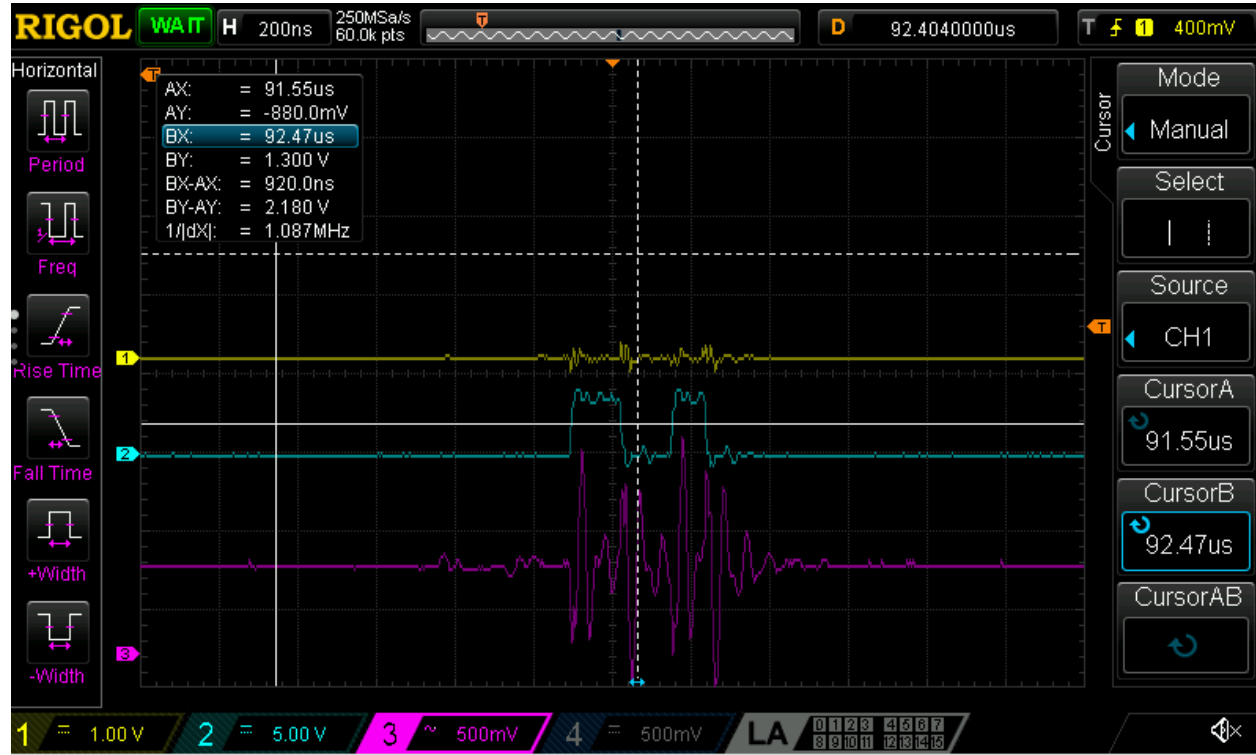 RIGOL WAIT H 200ns 250MSa/s 60.0k pts T D 92.4040000us T 1 400mV
Horizontal
Period
Freq
Rise Time
Fall Time
+Width
-Width
T
AX: = 91.55us
AY: = -880.0mV
BX: = 92.47us
BY: = 1.300 V
BX-AX: = 920.0ns
BY-AY: = 2.180 V
1/|dX|: = 1.087MHz
1
2
3
T
Cursor
Mode
Manual
Select
Source
CH1
CursorA
91.55us
CursorB
92.47us
CursorAB
1 = 1.00 V 2 = 5.00 V 3 ~ 500mV 4 = 500mV LA 0 1 2 3 4 5 6 7
8 9 10 11 12 13 14 15